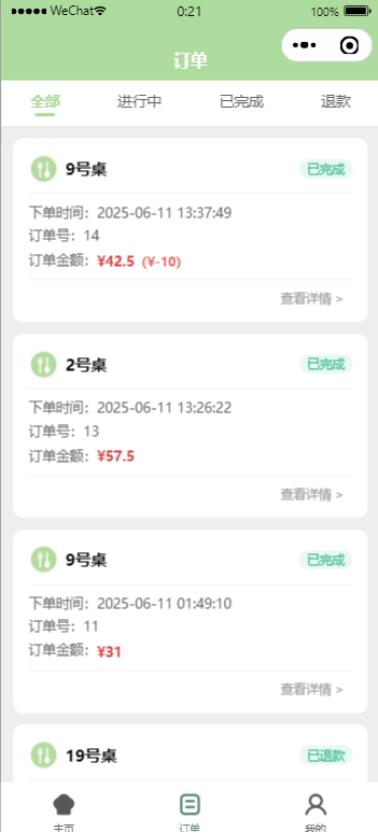 WeChat 0:21 100%
订单
全部 进行中 已完成 退款
9号桌 已完成
下单时间：2025-06-11 13:37:49
订单号：14
订单金额：¥42.5 (¥-10)
查看详情 >
2号桌 已完成
下单时间：2025-06-11 13:26:22
订单号：13
订单金额：¥57.5
查看详情 >
9号桌 已完成
下单时间：2025-06-11 01:49:10
订单号：11
订单金额：¥31
查看详情 >
19号桌 已退款
主页 订单 我的